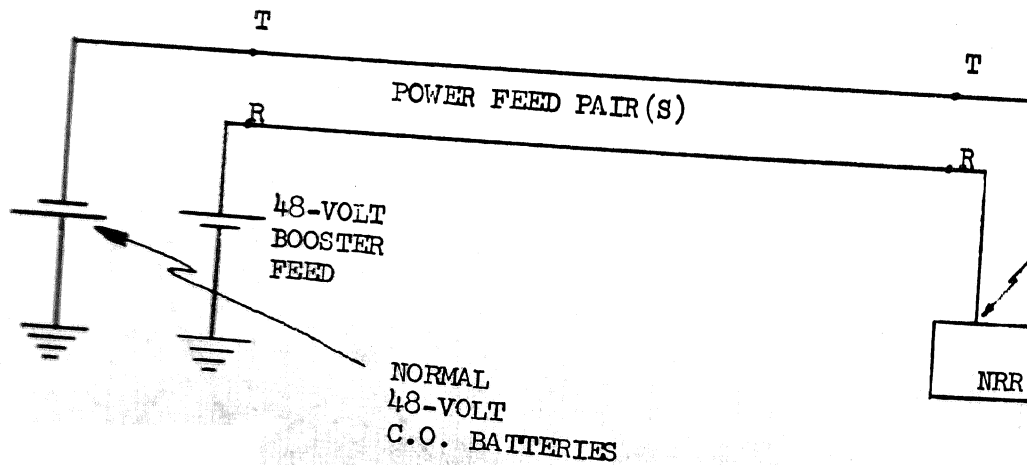 T
T
POWER FEED PAIR(S)
R
R
48-VOLT
BOOSTER
FEED
NRR
NORMAL
48-VOLT
C.O. BATTERIES